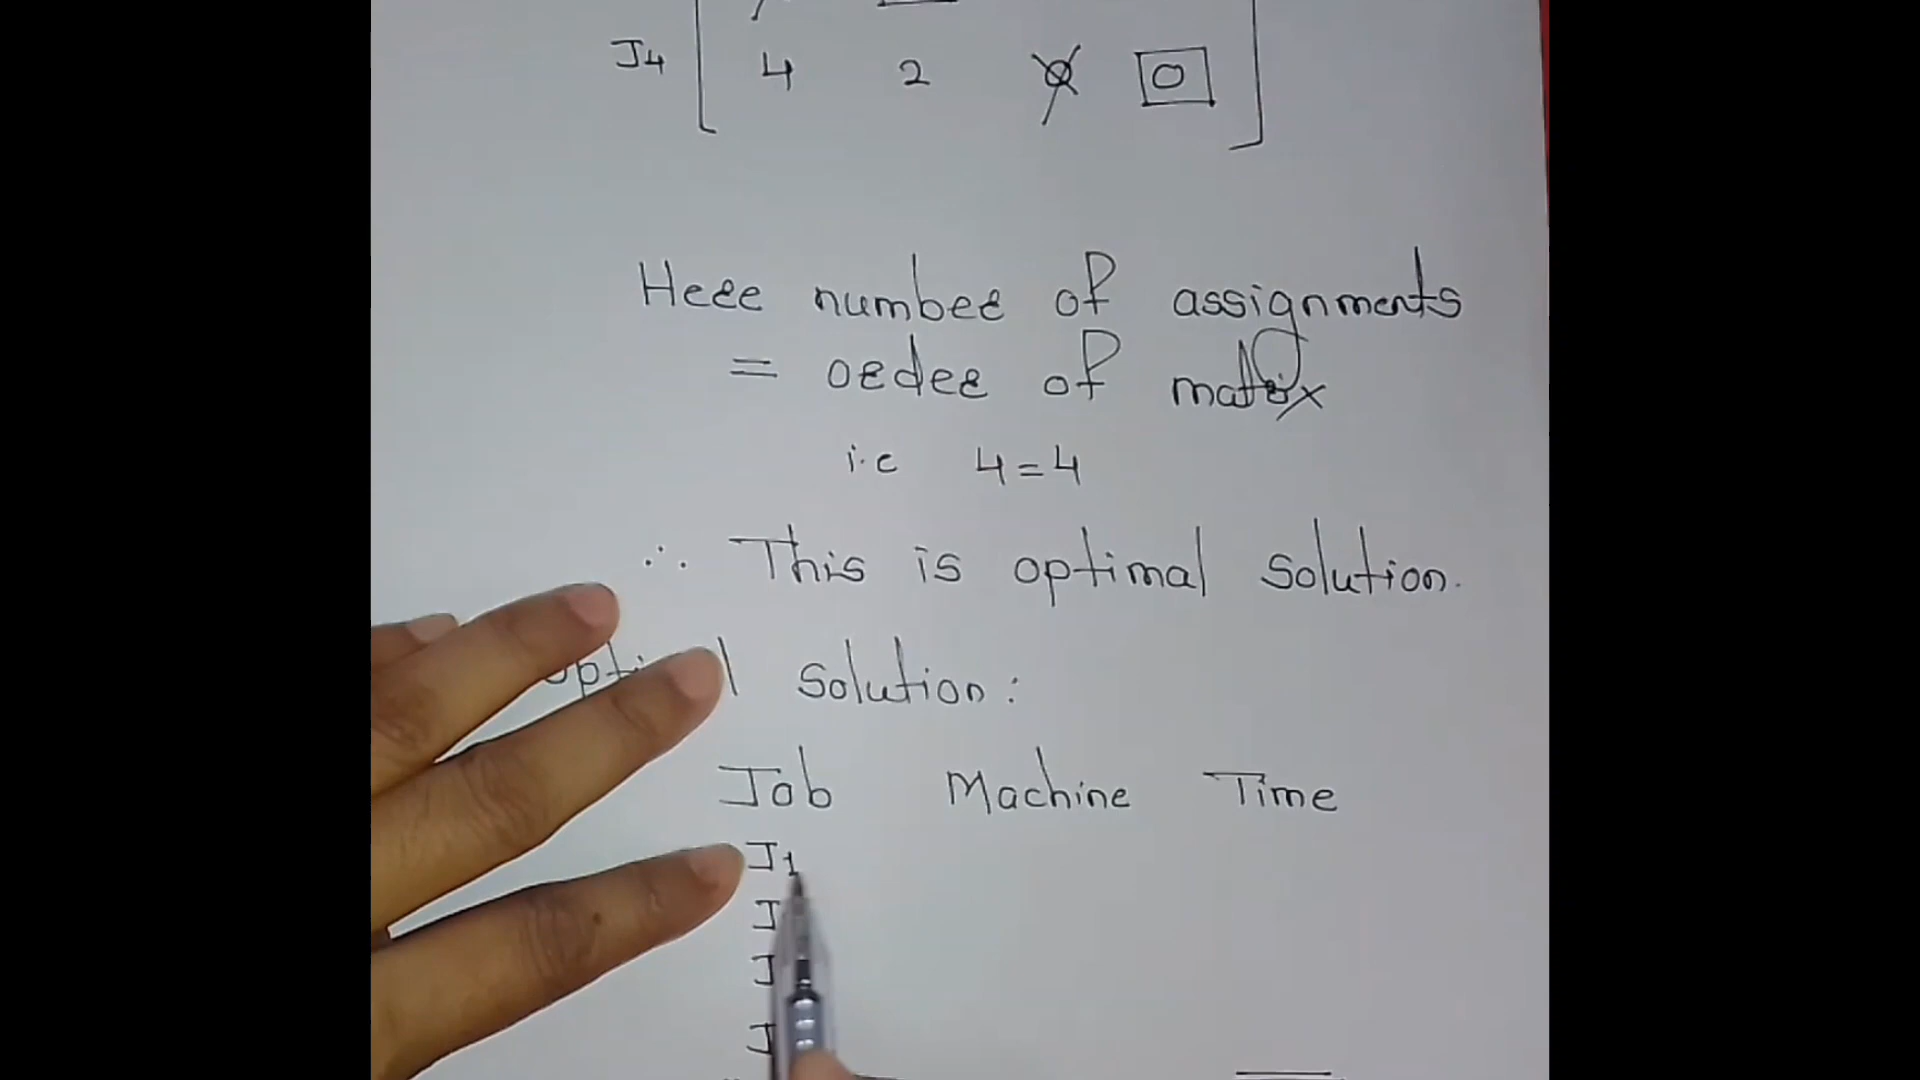 J4 4 2 0 0
Here number of assignments
= order of matrix
i.e 4=4
∴ This is optimal solution.
solution:
Job Machine Time
J1
J
J
J